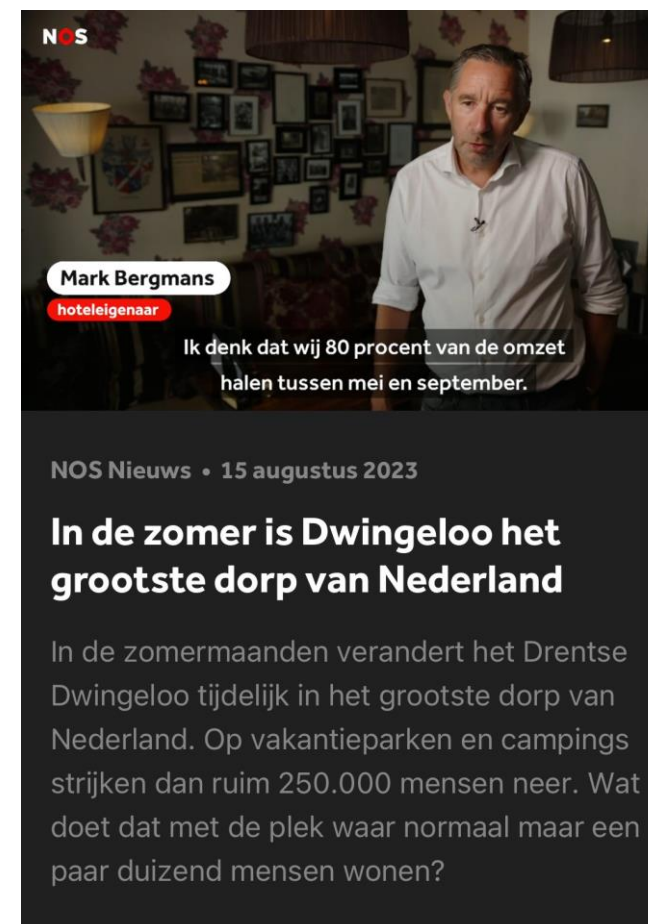 NOS
Mark Bergmans
hoteleigenaar
Ik denk dat wij 80 procent van de omzet
halen tussen mei en september.
NOS Nieuws • 15 augustus 2023
In de zomer is Dwingeloo het
grootste dorp van Nederland
In de zomermaanden verandert het Drentse
Dwingeloo tijdelijk in het grootste dorp van
Nederland. Op vakantieparken en campings
strijken dan ruim 250.000 mensen neer. Wat
doet dat met de plek waar normaal maar een
paar duizend mensen wonen?